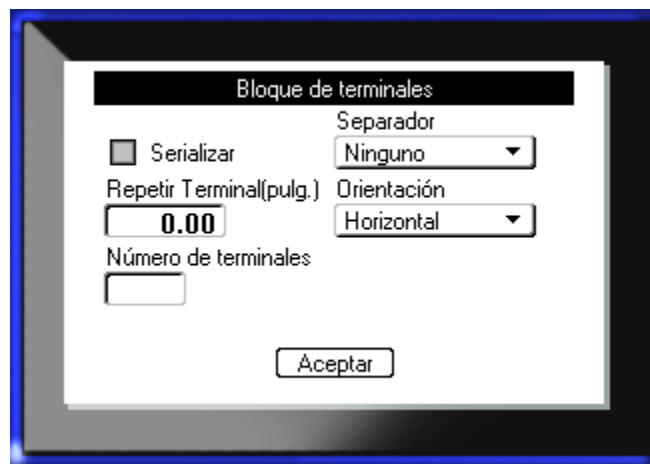 Bloque de terminales
Separador
Serializar
Ninguno
Repetir Terminal(pulg.)
Orientación
0.00
Horizontal
Número de terminales
Aceptar